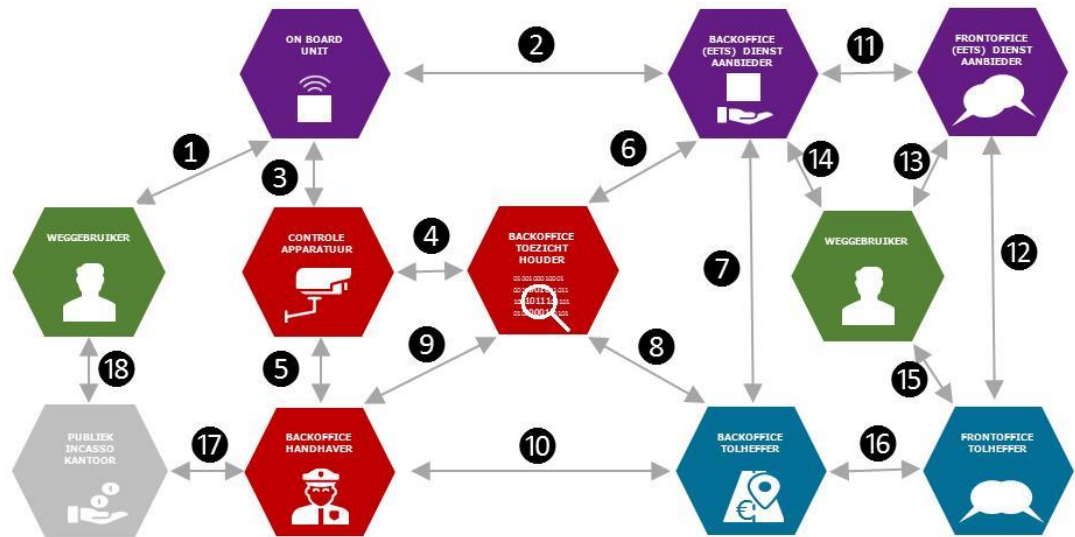 ON BOARD
UNIT
2
BACKOFFICE
(EETS) DIENST
AANBIEDER
11
FRONTOFFICE
(EETS) DIENST
AANBIEDER
1
3
6
14
13
WEGGEBRUIKER
CONTROLE
APPARATUUR
4
BACKOFFICE
TOEZICHT
HOUDER
7
WEGGEBRUIKER
12
18
5
9
8
15
PUBLIEK
INCASSO
KANTOOR
17
BACKOFFICE
HANDHAVER
10
BACKOFFICE
TOLHEFFER
€
16
FRONTOFFICE
TOLHEFFER